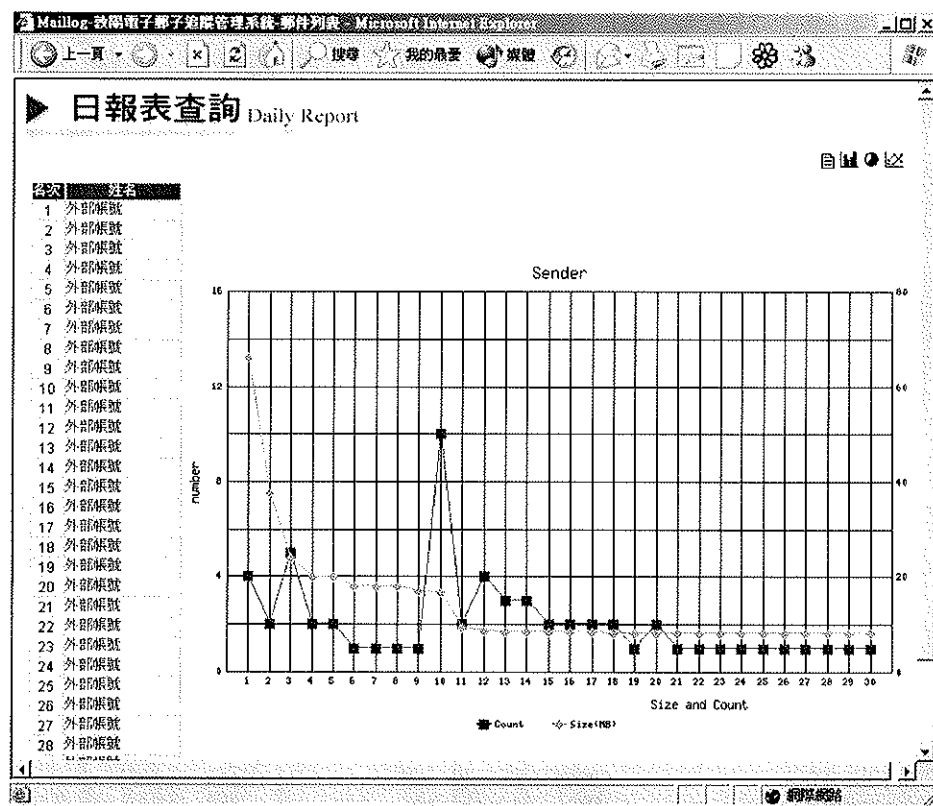 Maillog-敦陽電子郵子追蹤管理系統-郵件列表 - Microsoft Internet Explorer
上一頁 搜尋 我的最愛 媒體
日報表查詢 Daily Report
名次 姓名
1 外部帳號
2 外部帳號
3 外部帳號
4 外部帳號
5 外部帳號
6 外部帳號
7 外部帳號
8 外部帳號
9 外部帳號
10 外部帳號
11 外部帳號
12 外部帳號
13 外部帳號
14 外部帳號
15 外部帳號
16 外部帳號
17 外部帳號
18 外部帳號
19 外部帳號
20 外部帳號
21 外部帳號
22 外部帳號
23 外部帳號
24 外部帳號
25 外部帳號
26 外部帳號
27 外部帳號
28 外部帳號
Sender
16 80
12 60
8 40
4 20
0 0
number
1 2 3 4 5 6 7 8 9 10 11 12 13 14 15 16 17 18 19 20 21 22 23 24 25 26 27 28 29 30
Size and Count
Count Size(MB)
網際網路